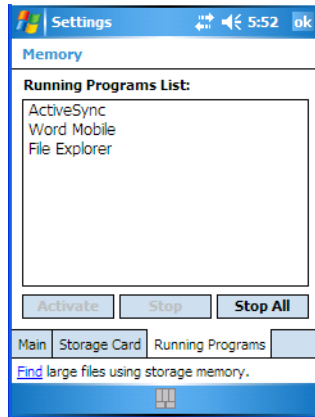 Settings 5:52 ok
Memory
Running Programs List:
ActiveSync
Word Mobile
File Explorer
Activate Stop Stop All
Main Storage Card Running Programs
Find large files using storage memory.